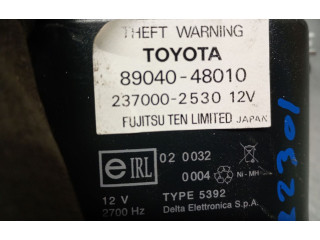 THEFT WARNING
TOYOTA
89040-48010
237000-2530 12V
FUJITSU TEN LIMITED JAPAN
e IRL 02 0032
0004 Ni-MH
12 V TYPE 5392
2700 Hz Delta Elettronica S.p.A.
22301